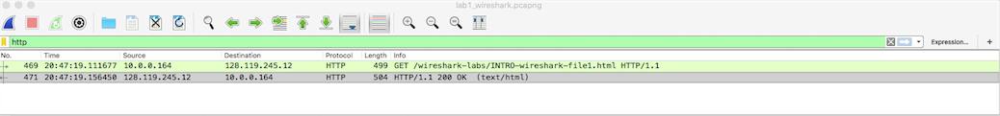 lab1_wireshark.pcapng
http
Expression... +
No. Time Source Destination Protocol Length Info
469 20:47:19.111677 10.0.0.164 128.119.245.12 HTTP 499 GET /wireshark-labs/INTRO-wireshark-file1.html HTTP/1.1
471 20:47:19.156450 128.119.245.12 10.0.0.164 HTTP 504 HTTP/1.1 200 OK (text/html)